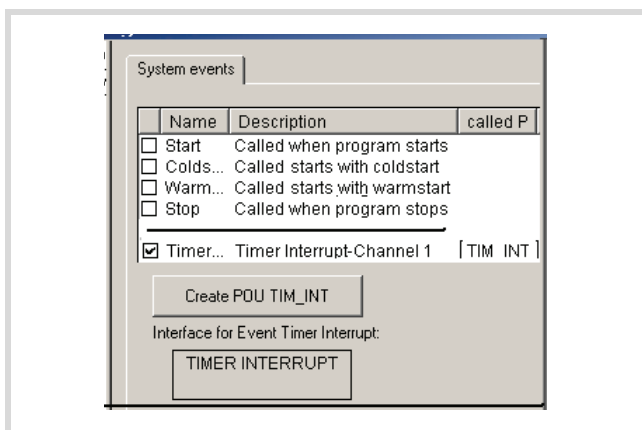 System events
Name Description called P
Start Called when program starts
Colds... Called starts with coldstart
Warm... Called starts with warmstart
Stop Called when program stops
Timer... Timer Interrupt-Channel 1 [TIM INT]
Create POU TIM_INT
Interface for Event Timer Interrupt:
TIMER INTERRUPT